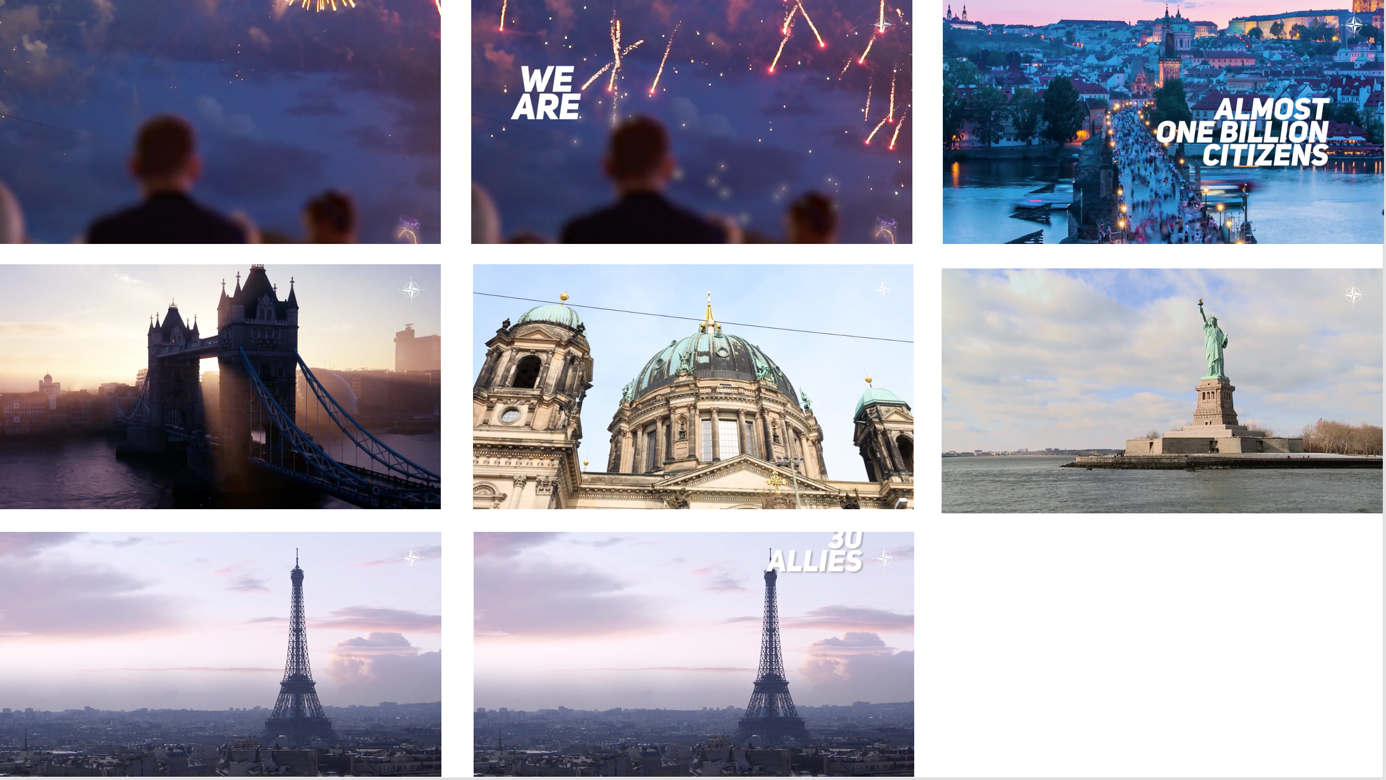 WE
ARE
ALMOST
ONE BILLION
CITIZENS
30
ALLIES